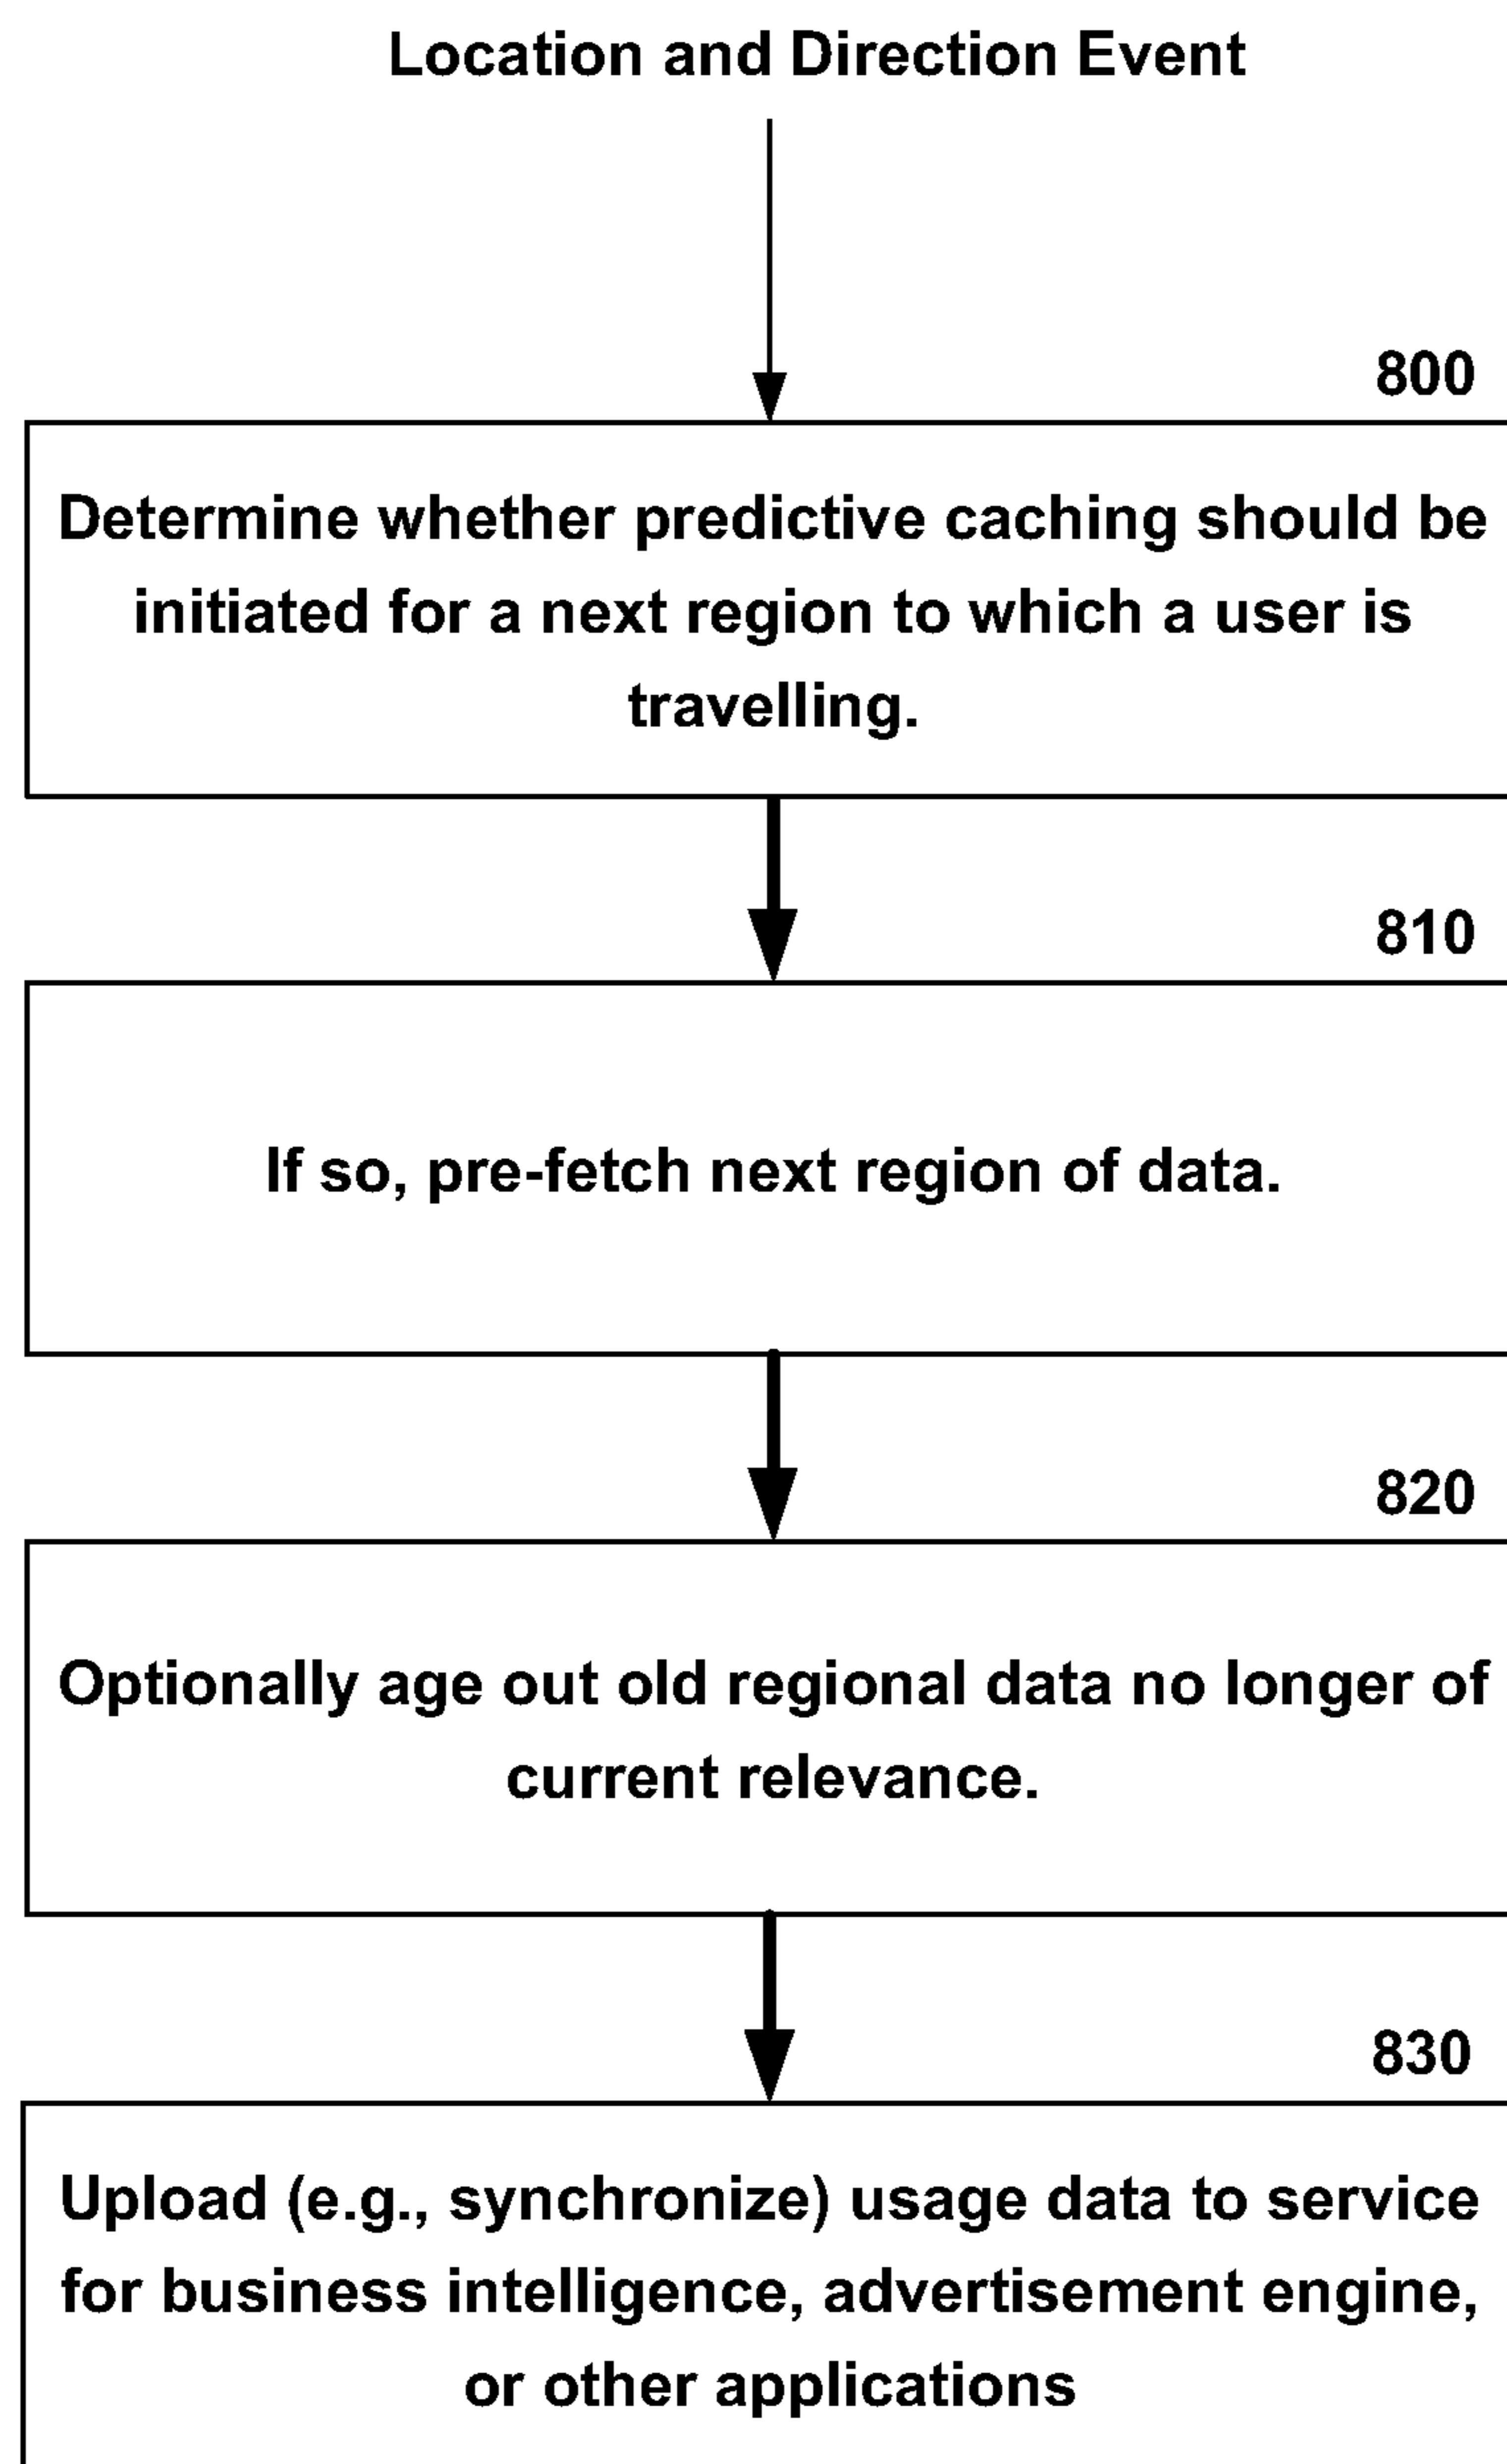 Location and Direction Event
800
Determine whether predictive caching should be
initiated for a next region to which a user is
travelling.
810
If so, pre-fetch next region of data.
820
Optionally age out old regional data no longer of
current relevance.
830
Upload (e.g., synchronize) usage data to service
for business intelligence, advertisement engine,
or other applications